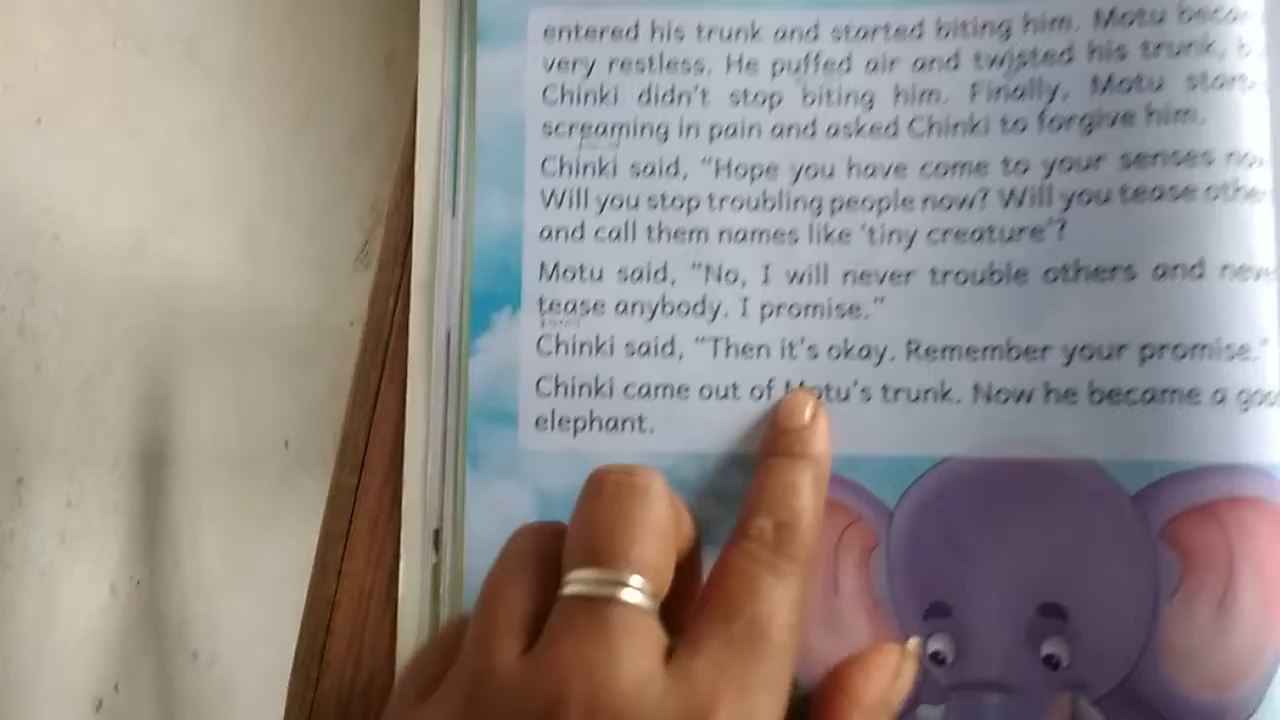 entered his trunk and started biting him. Motu
very restless. He puffed air and twisted his trunk,
Chinki didn't stop biting him. Finally, Motu
screaming in pain and asked Chinki to forgive him.
Chinki said, "Hope you have come to your senses
Will you stop troubling people now? Will you tease
and call them names like 'tiny creature'?
Motu said, "No, I will never trouble others and
tease anybody. I promise."
Chinki said, "Then it's okay. Remember your promise."
Chinki came out of Motu's trunk. Now he became a
elephant.